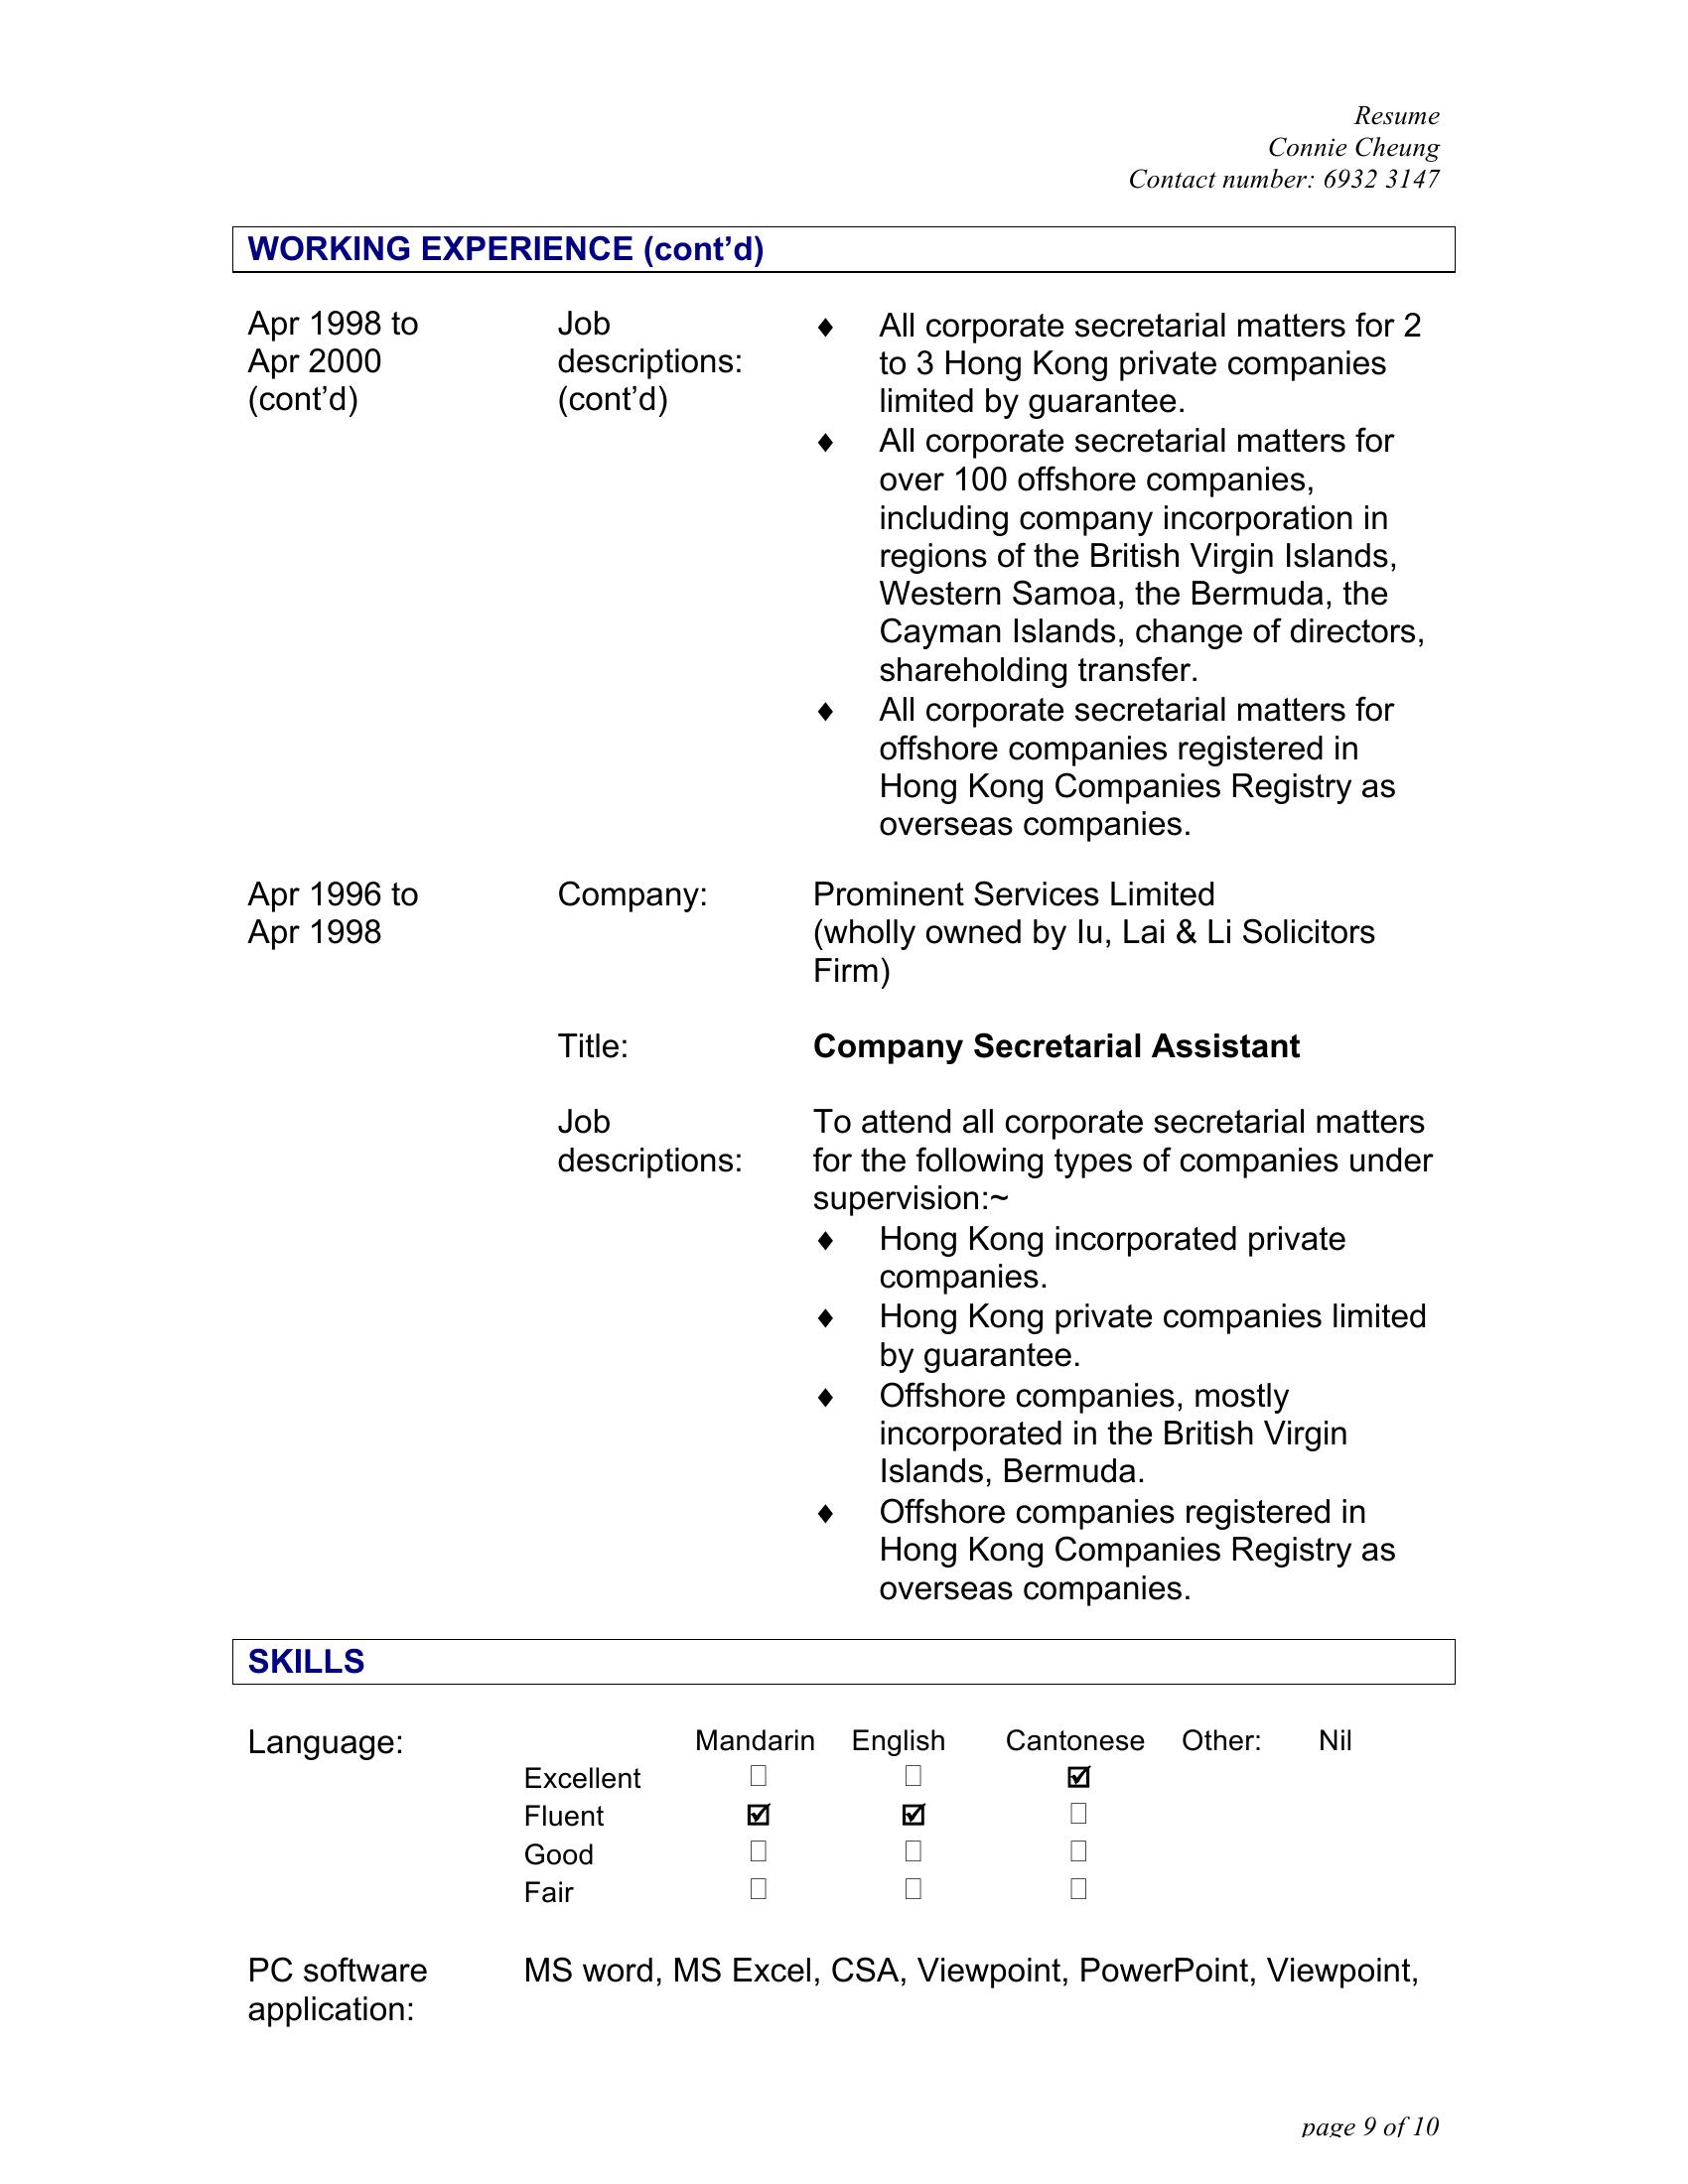 Resume
Connie Cheung
Contact number: 6932 3147
WORKING EXPERIENCE (cont’d)
Apr 1998 to
Apr 2000
(cont’d)
Job
descriptions:
(cont’d)
♦ All corporate secretarial matters for 2
to 3 Hong Kong private companies
limited by guarantee.
♦ All corporate secretarial matters for
over 100 offshore companies,
including company incorporation in
regions of the British Virgin Islands,
Western Samoa, the Bermuda, the
Cayman Islands, change of directors,
shareholding transfer.
♦ All corporate secretarial matters for
offshore companies registered in
Hong Kong Companies Registry as
overseas companies.
Apr 1996 to
Apr 1998
Company:
Prominent Services Limited
(wholly owned by Iu, Lai & Li Solicitors
Firm)
Title:
Company Secretarial Assistant
Job
descriptions:
To attend all corporate secretarial matters
for the following types of companies under
supervision:~
♦ Hong Kong incorporated private
companies.
♦ Hong Kong private companies limited
by guarantee.
♦ Offshore companies, mostly
incorporated in the British Virgin
Islands, Bermuda.
♦ Offshore companies registered in
Hong Kong Companies Registry as
overseas companies.
SKILLS
Language:
Mandarin English Cantonese Other: Nil
Excellent ☐ ☐ ☑
Fluent ☑ ☑ ☐
Good ☐ ☐ ☐
Fair ☐ ☐ ☐
PC software
application:
MS word, MS Excel, CSA, Viewpoint, PowerPoint, Viewpoint,
page 9 of 10